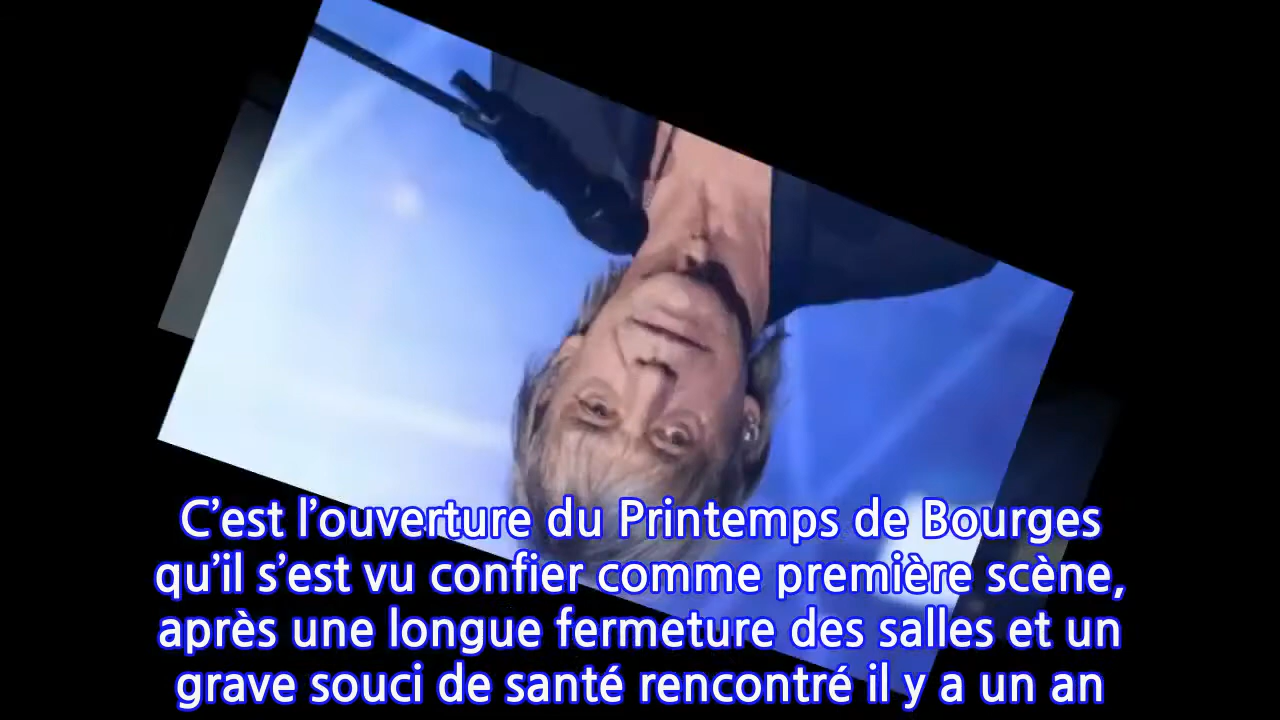 C’est l’ouverture du Printemps de Bourges
qu’il s’est vu confier comme première scène,
après une longue fermeture des salles et un
grave souci de santé rencontré il y a un an